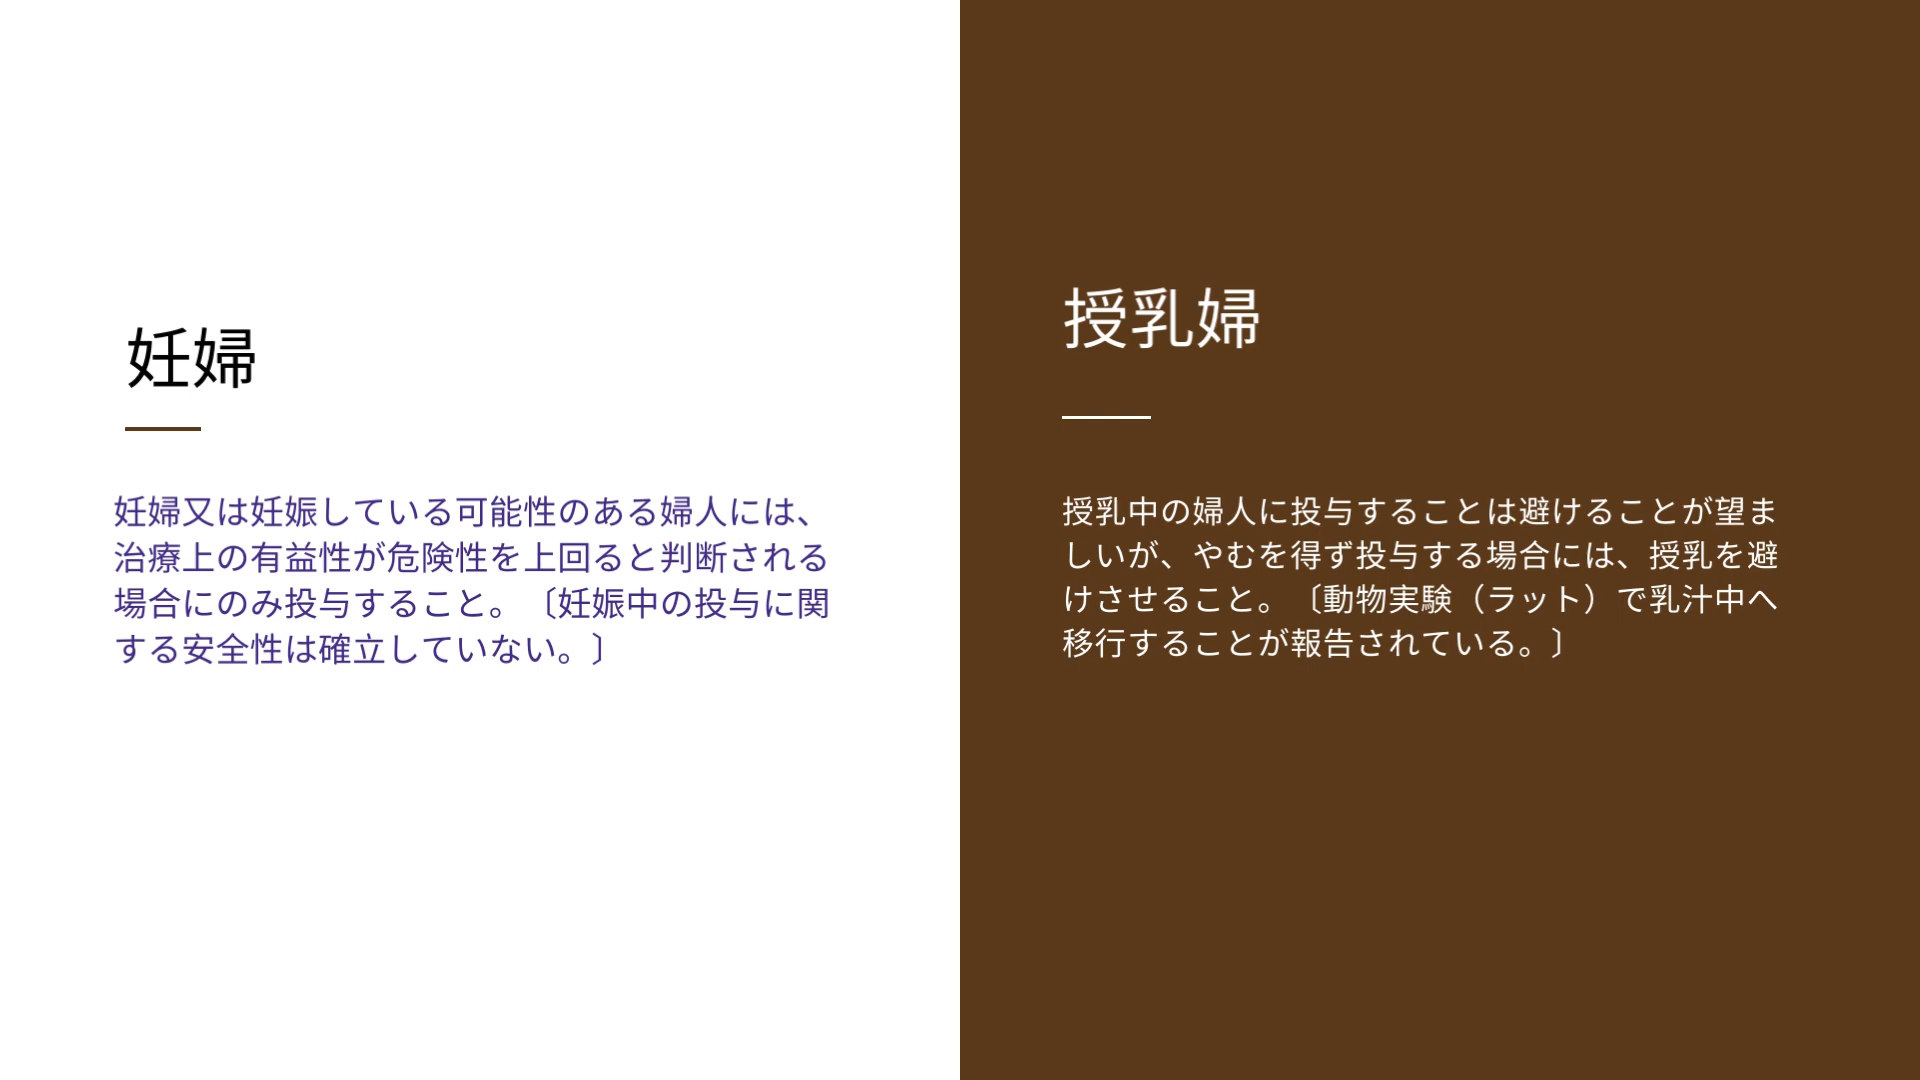 妊婦
妊婦又は妊娠している可能性のある婦人には、
治療上の有益性が危険性を上回ると判断される
場合にのみ投与すること。〔妊娠中の投与に関
する安全性は確立していない。〕
授乳婦
授乳中の婦人に投与することは避けることが望ま
しいが、やむを得ず投与する場合には、授乳を避
けさせること。〔動物実験（ラット）で乳汁中へ
移行することが報告されている。〕